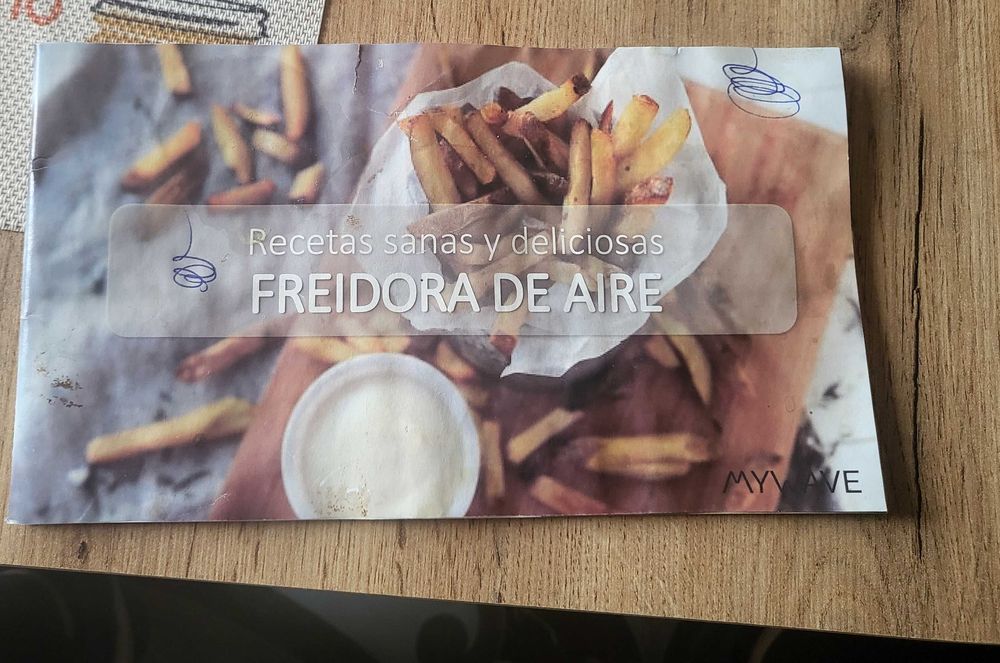 Recetas sanas y deliciosas
FREIDORA DE AIRE
MYWAVE